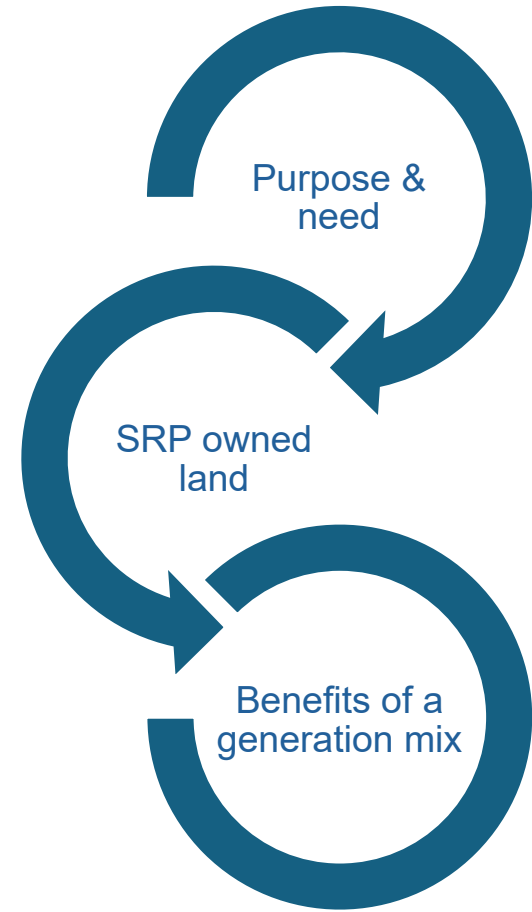 Purpose &
need
SRP owned
land
Benefits of a
generation mix